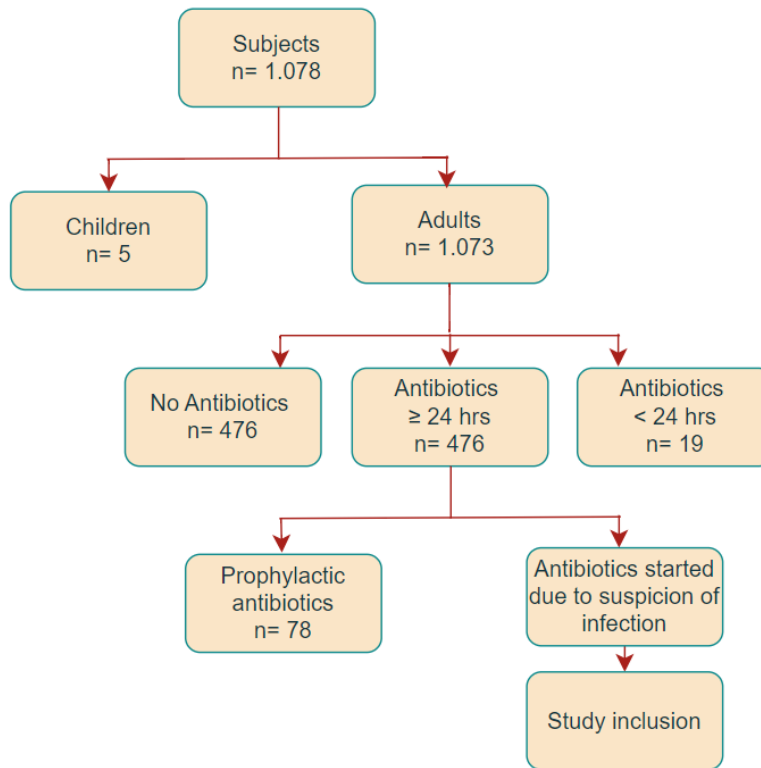 Subjects
n= 1.078
Children
n= 5
Adults
n= 1.073
No Antibiotics
n= 476
Antibiotics
≥ 24 hrs
n= 476
Antibiotics
< 24 hrs
n= 19
Prophylactic
antibiotics
n= 78
Antibiotics started
due to suspicion of
infection
Study inclusion